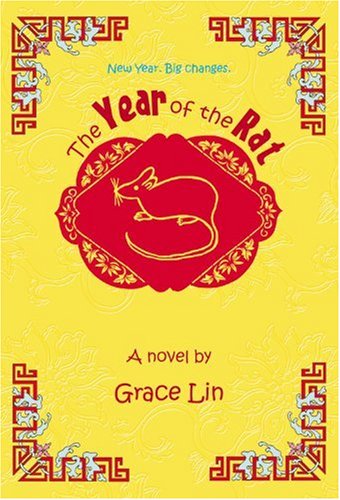 New Year. Big changes.
The Year of the Rat
A novel by
Grace Lin